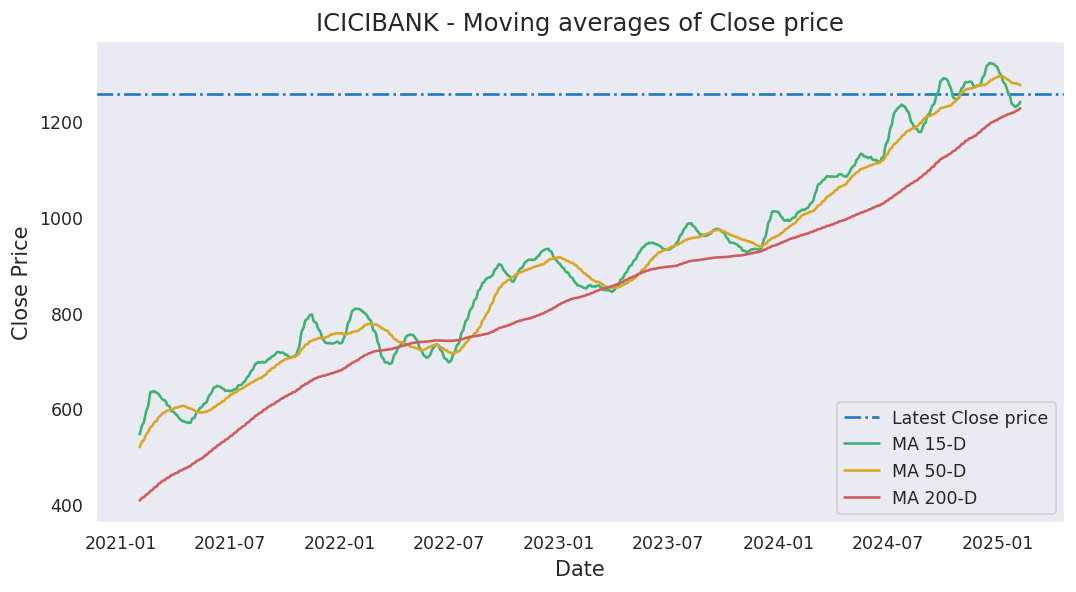 ICICIBANK - Moving averages of Close price
Close Price
1200
1000
800
600
400
Latest Close price
MA 15-D
MA 50-D
MA 200-D
2021-01 2021-07 2022-01 2022-07 2023-01 2023-07 2024-01 2024-07 2025-01
Date